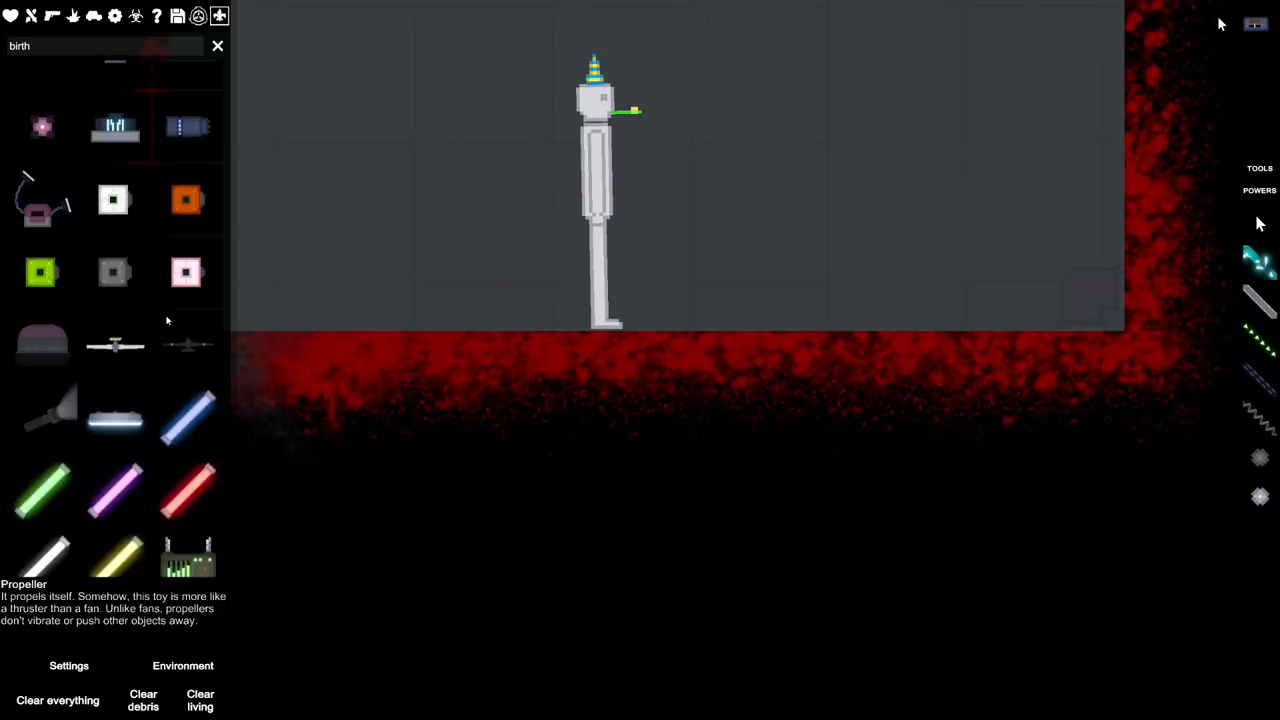 birth
TOOLS
POWERS
Propeller
It propels itself. Somehow, this toy is more like
a thruster than a fan. Unlike fans, propellers
don't vibrate or push other objects away.
Settings
Environment
Clear everything
Clear
debris
Clear
living